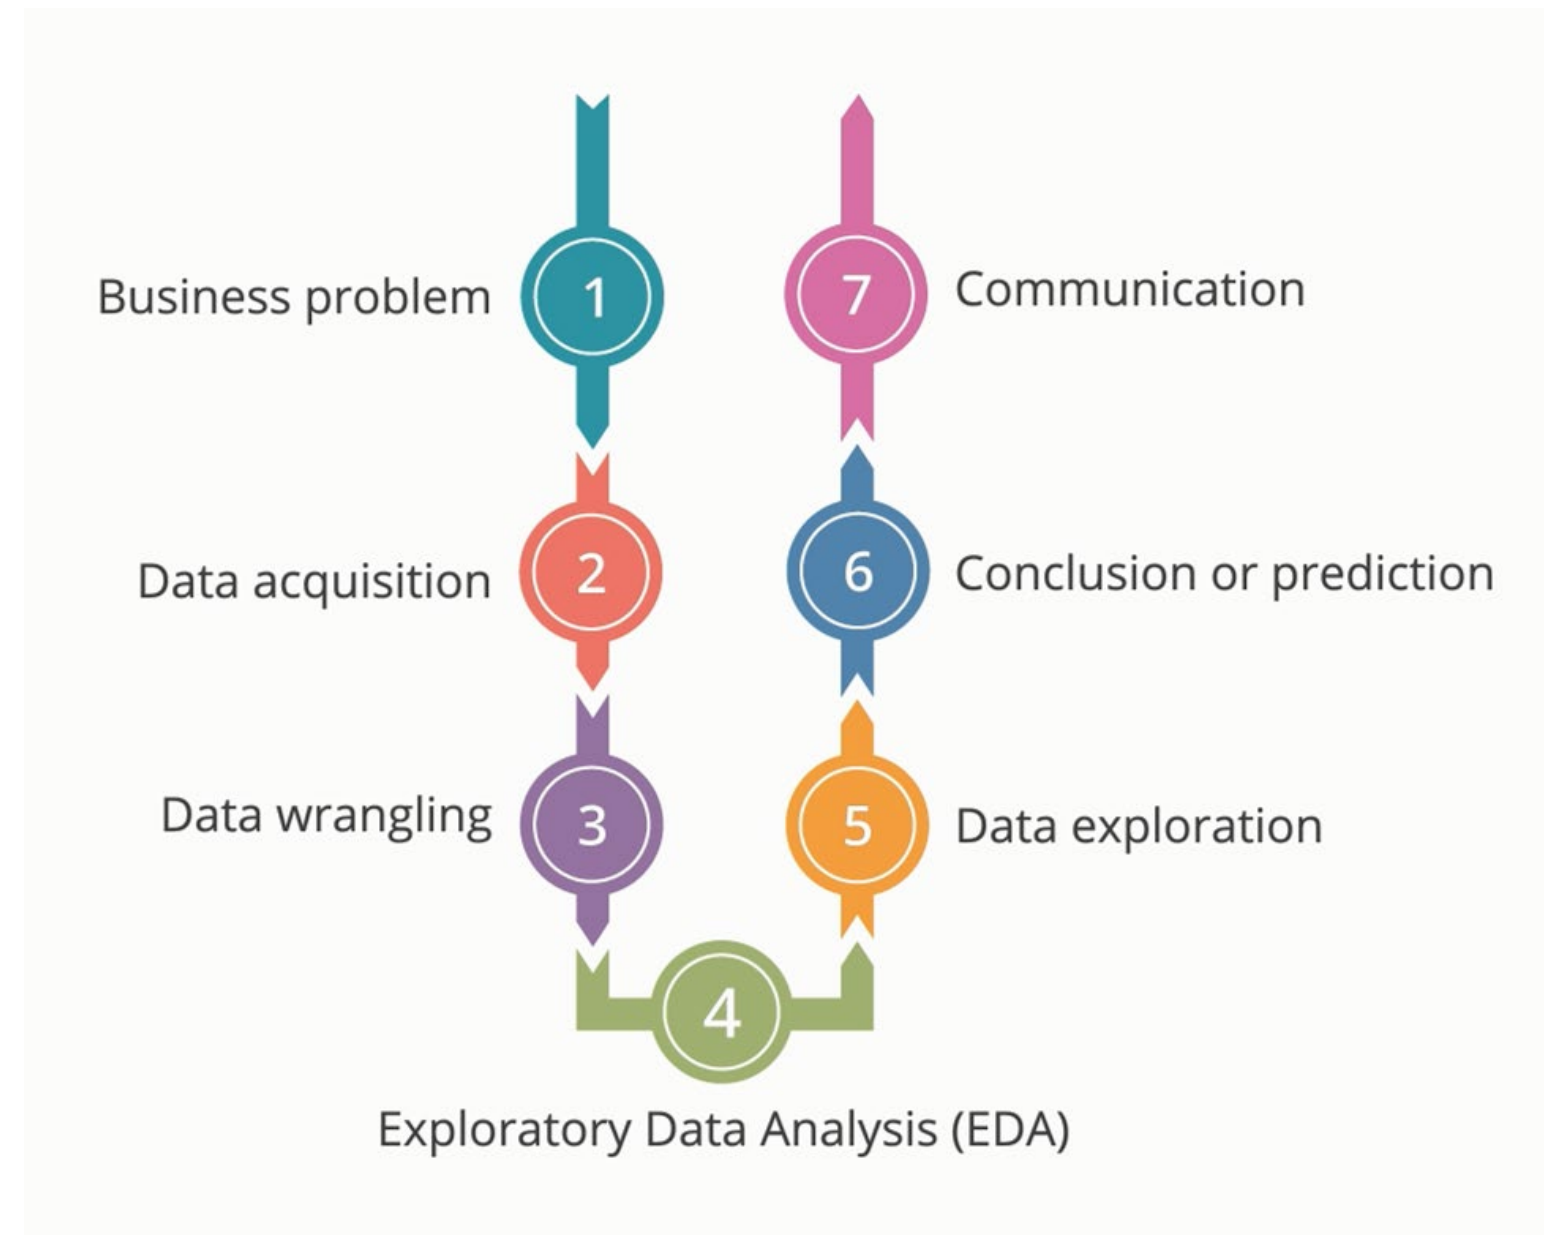 Business problem
1
Data acquisition
2
Data wrangling
3
4
Exploratory Data Analysis (EDA)
5
Data exploration
6
Conclusion or prediction
7
Communication